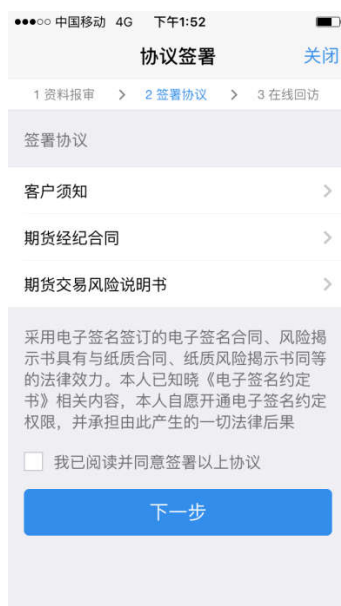 中国移动 4G 下午1:52
协议签署 关闭
1 资料报审 > 2 签署协议 > 3 在线回访
签署协议
客户须知
期货经纪合同
期货交易风险说明书
采用电子签名签订的电子签名合同、风险揭
示书具有与纸质合同、纸质风险揭示书同等
的法律效力。本人已知晓《电子签名约定
书》相关内容，本人自愿开通电子签名约定
权限，并承担由此产生的一切法律后果
我已阅读并同意签署以上协议
下一步